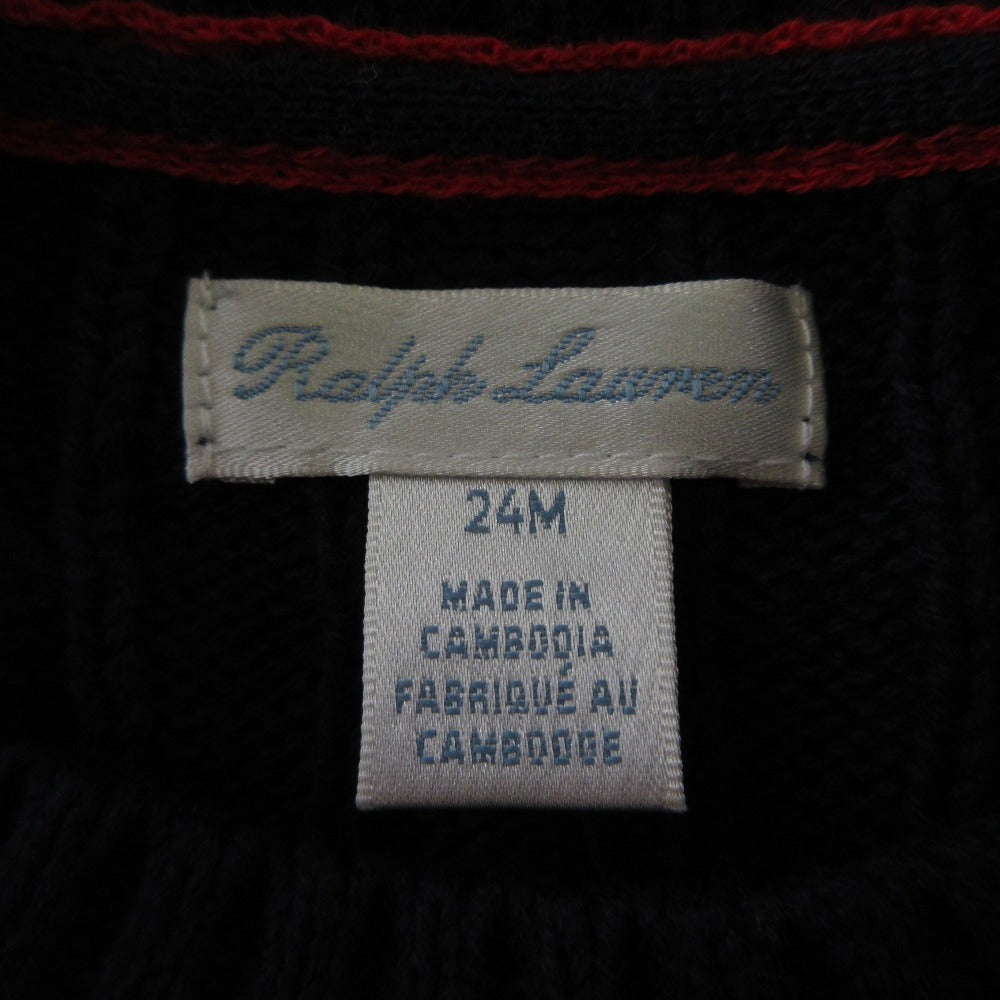 Ralph Lauren
24M
MADE IN
CAMBODIA
FABRIQUÉ AU
CAMBODGE